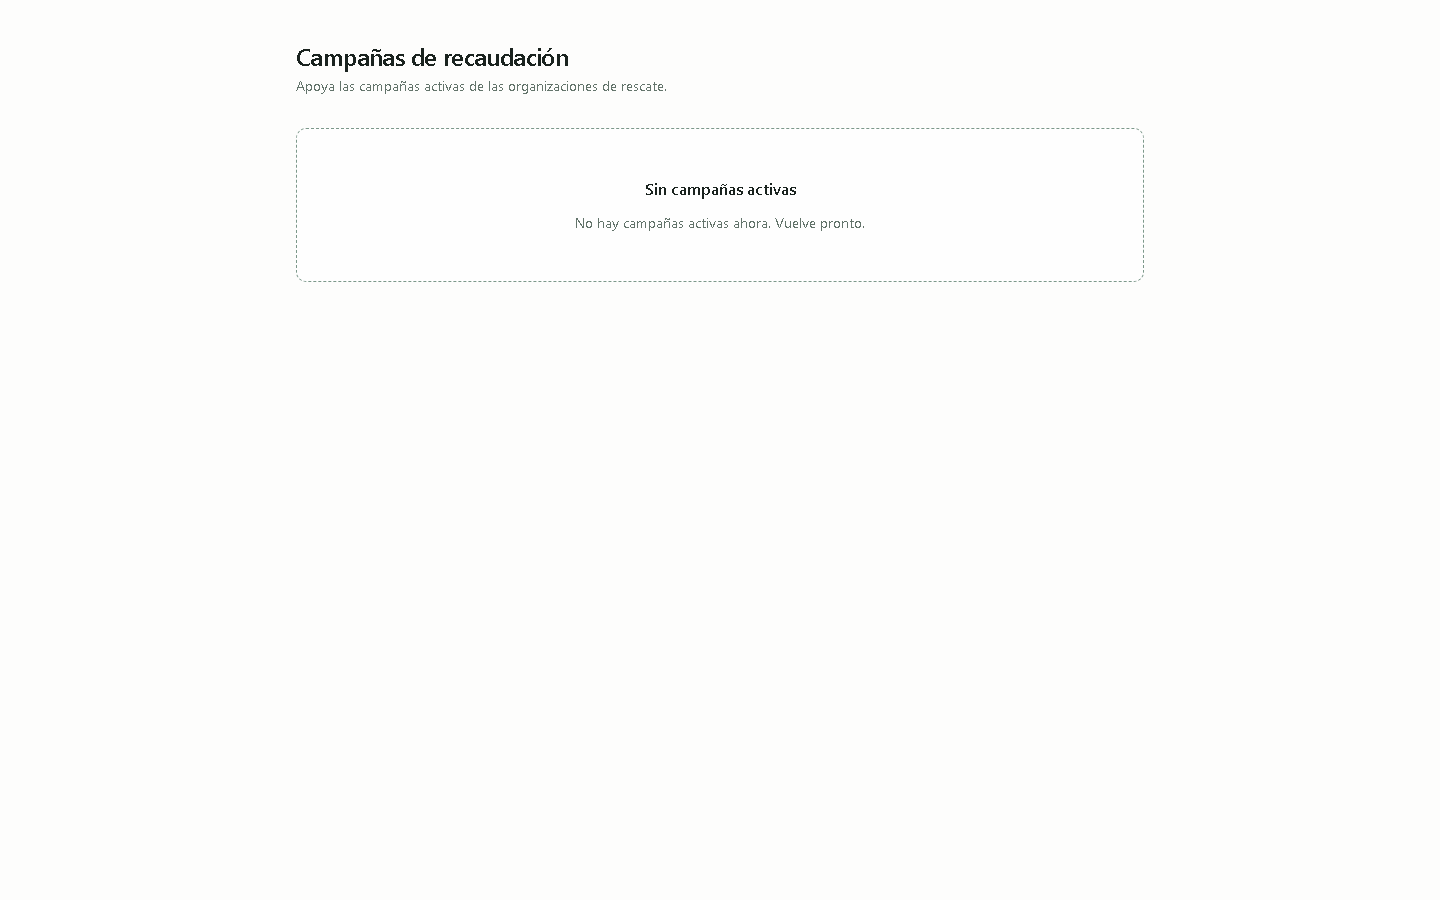 Campañas de recaudación
Apoya las campañas activas de las organizaciones de rescate.
Sin campañas activas
No hay campañas activas ahora. Vuelve pronto.